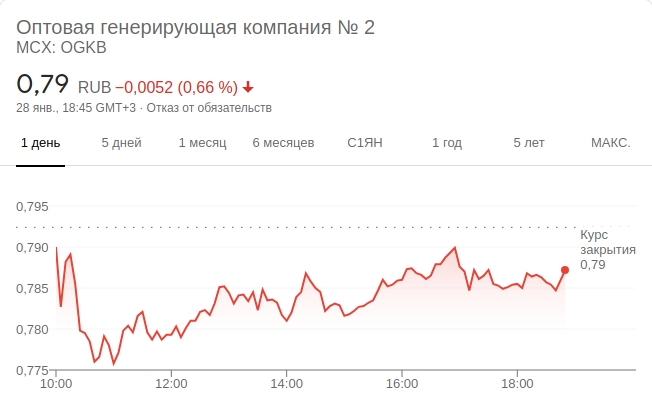 Оптовая генерирующая компания № 2
MCX: OGKB
0,79 RUB −0,0052 (0,66 %)
28 янв., 18:45 GMT+3 · Отказ от обязательств
1 день 5 дней 1 месяц 6 месяцев С1ЯН 1 год 5 лет МАКС.
0,795
0,790
0,785
0,780
0,775
Курс
закрытия
0,79
10:00 12:00 14:00 16:00 18:00